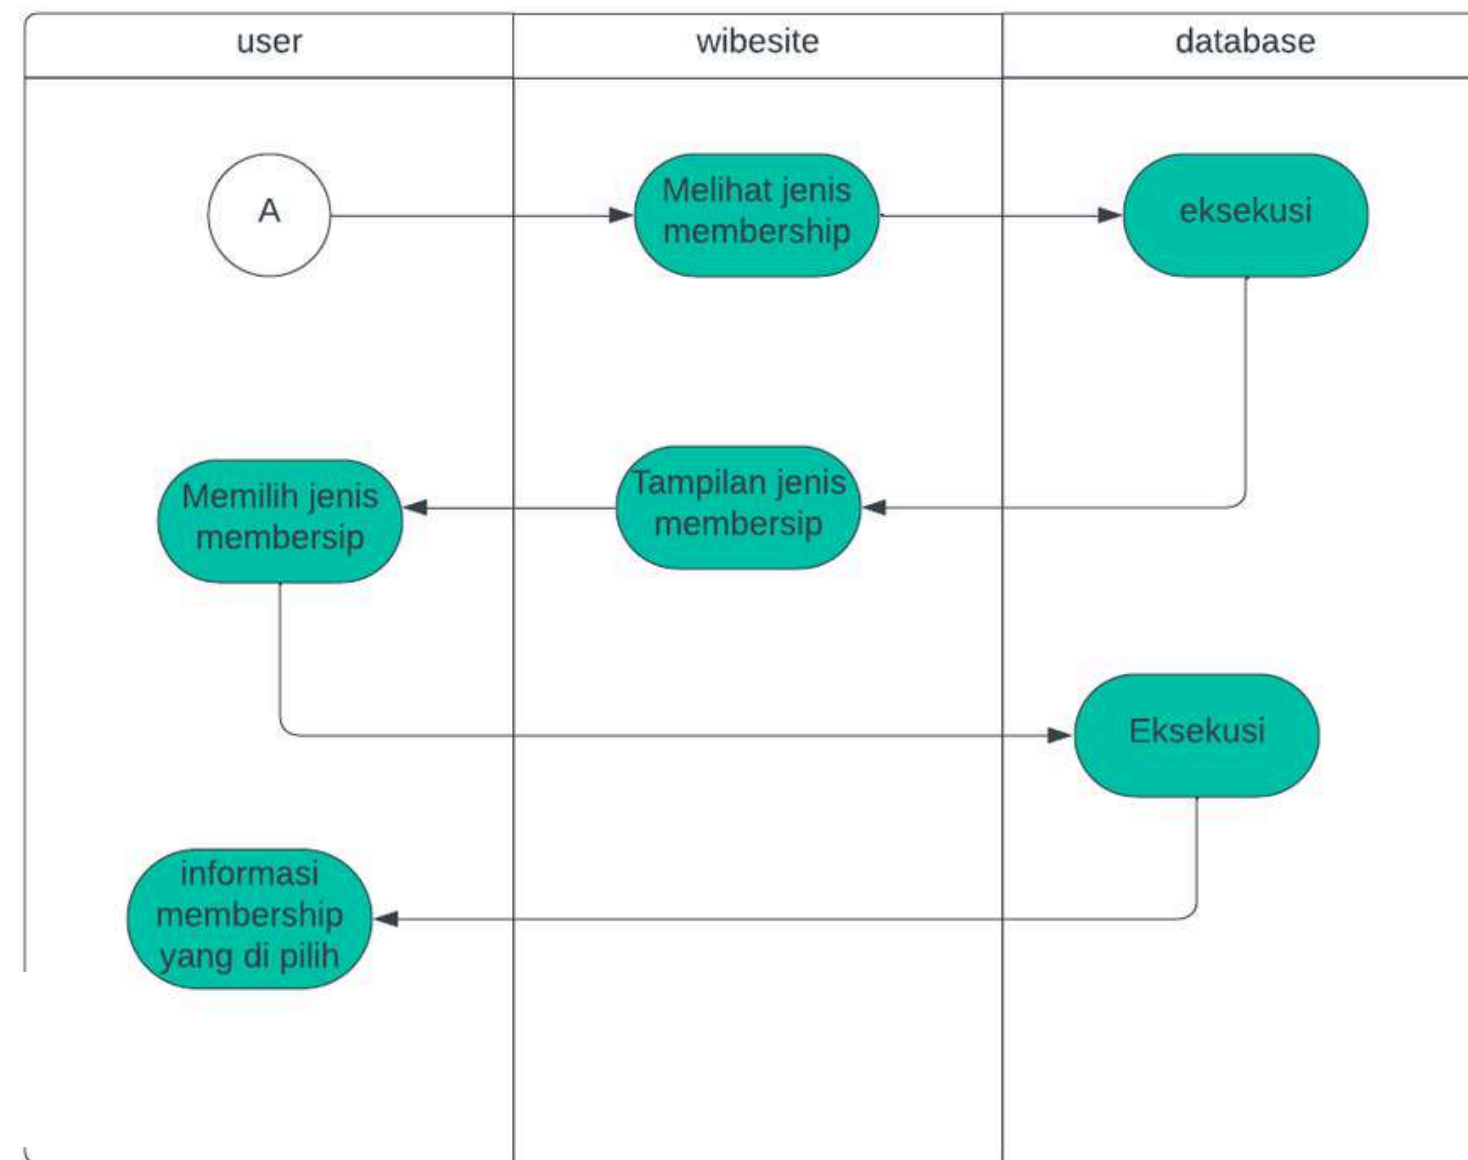 user
wibesite
database
A
Melihat jenis
membership
eksekusi
Memilih jenis
membersip
Tampilan jenis
membersip
Eksekusi
informasi
membership
yang di pilih